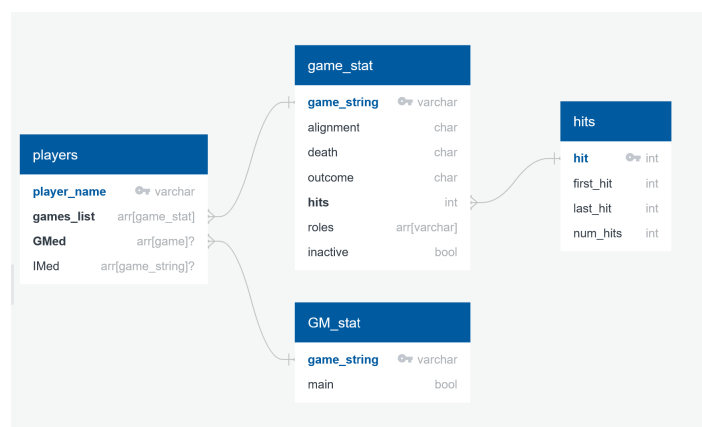 players
player_name varchar
games_list arr[game_stat]
GMed arr[game]?
IMed arr[game_string]?
game_stat
game_string varchar
alignment char
death char
outcome char
hits int
roles arr[varchar]
inactive bool
GM_stat
game_string varchar
main bool
hits
hit int
first_hit int
last_hit int
num_hits int